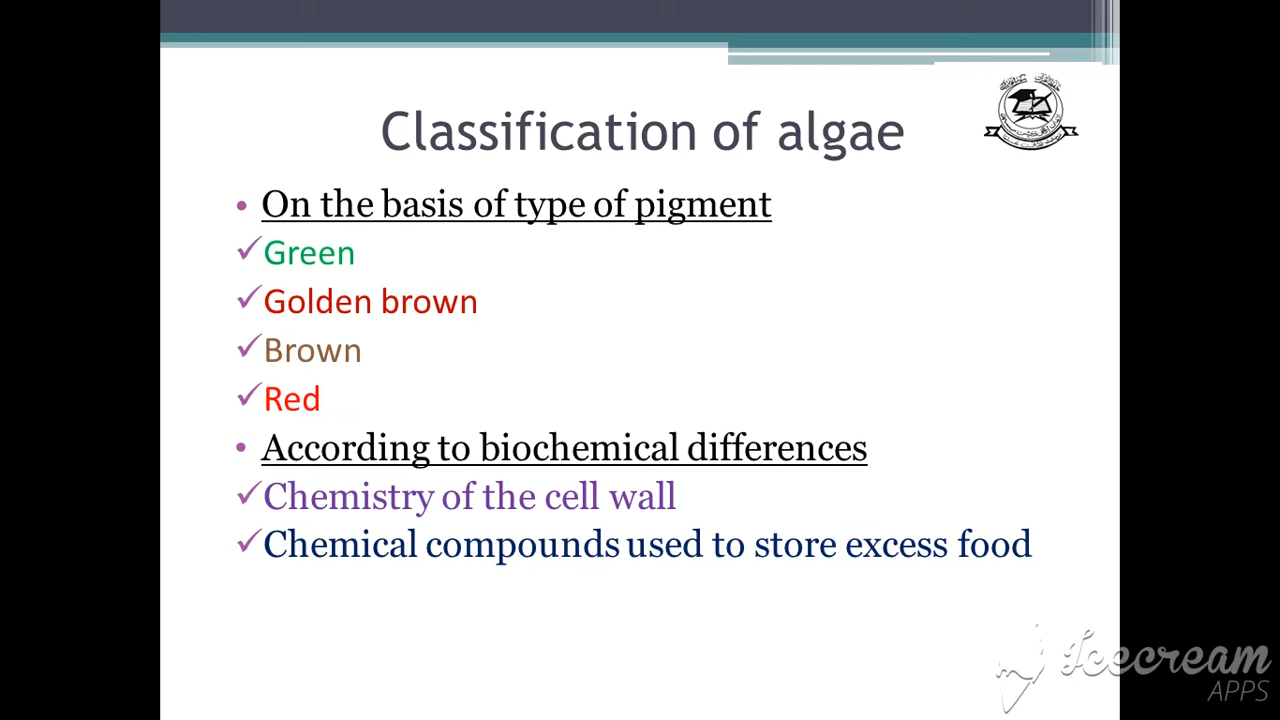 Classification of algae
• On the basis of type of pigment
✓Green
✓Golden brown
✓Brown
✓Red
• According to biochemical differences
✓Chemistry of the cell wall
✓Chemical compounds used to store excess food
Icecream
APPS